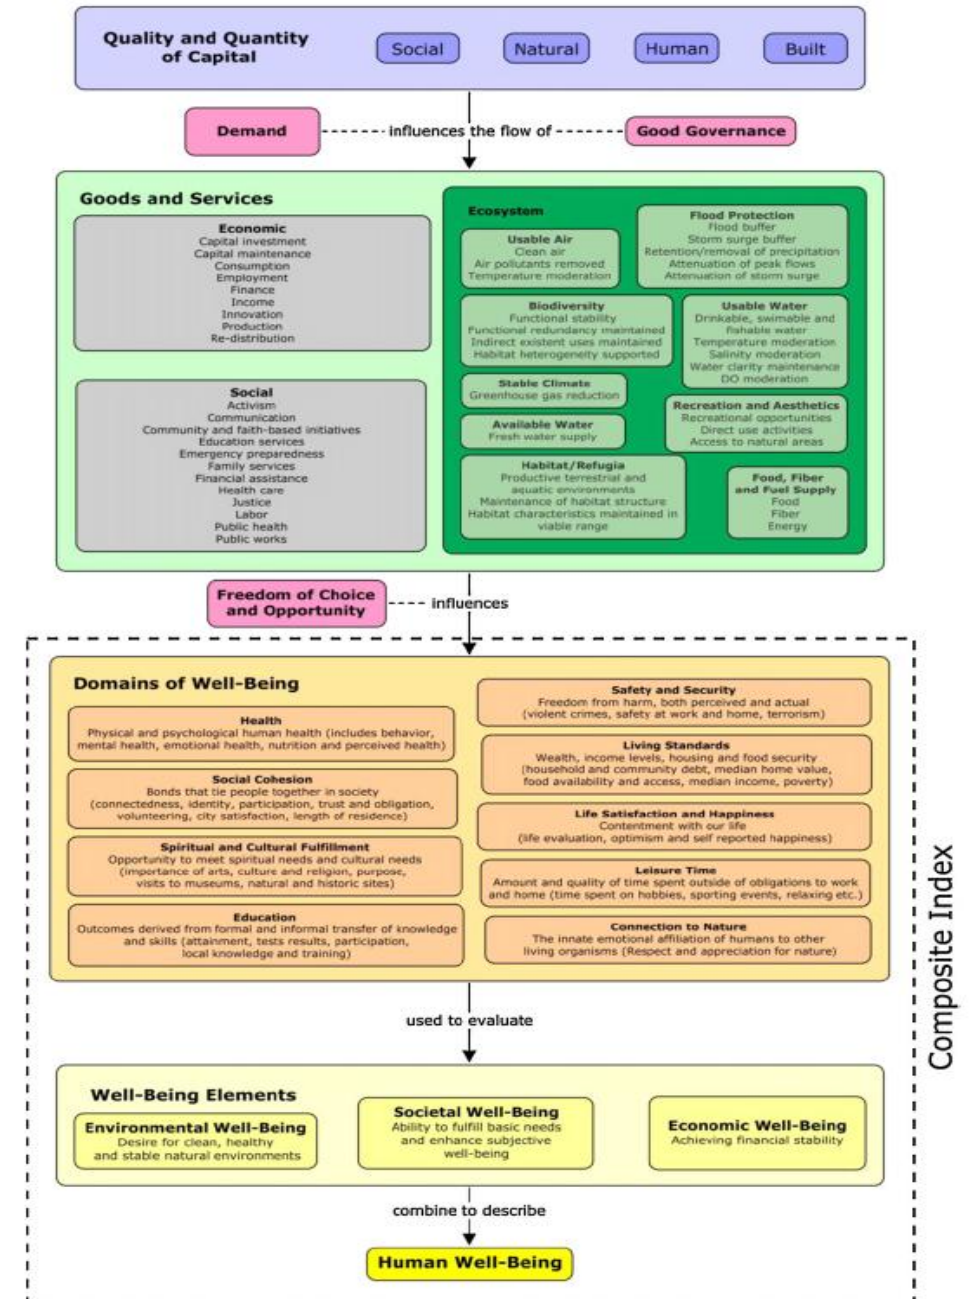 Quality and Quantity
of Capital
Social
Natural
Human
Built
Demand
influences the flow of
Good Governance
Goods and Services
Economic
Capital investment
Capital maintenance
Consumption
Employment
Finance
Income
Innovation
Production
Re-distribution
Social
Activism
Communication
Community and faith-based initiatives
Education services
Emergency preparedness
Family services
Financial assistance
Health care
Justice
Labor
Public health
Public works
Ecosystem
Usable Air
Clean air
Air pollutants removed
Temperature moderation
Flood Protection
Flood buffer
Storm surge buffer
Retention/removal of precipitation
Attenuation of peak flows
Attenuation of storm surge
Biodiversity
Functional stability
Functional redundancy maintained
Indirect existent uses maintained
Habitat heterogeneity supported
Usable Water
Drinkable, swimable and
fishable water
Temperature moderation
Salinity moderation
Water clarity maintenance
DO moderation
Stable Climate
Greenhouse gas reduction
Available Water
Fresh water supply
Recreation and Aesthetics
Recreational opportunities
Direct use activities
Access to natural areas
Habitat/Refugia
Productive terrestrial and
aquatic environments
Maintenance of habitat structure
Habitat characteristics maintained in
viable range
Food, Fiber
and Fuel Supply
Food
Fiber
Energy
Freedom of Choice
and Opportunity
influences
Domains of Well-Being
Health
Physical and psychological human health (includes behavior,
mental health, emotional health, nutrition and perceived health)
Social Cohesion
Bonds that tie people together in society
(connectedness, identity, participation, trust and obligation,
volunteering, city satisfaction, length of residence)
Spiritual and Cultural Fulfillment
Opportunity to meet spiritual needs and cultural needs
(importance of arts, culture and religion, purpose,
visits to museums, natural and historic sites)
Education
Outcomes derived from formal and informal transfer of knowledge
and skills (attainment, tests results, participation,
local knowledge and training)
Safety and Security
Freedom from harm, both perceived and actual
(violent crimes, safety at work and home, terrorism)
Living Standards
Wealth, income levels, housing and food security
(household and community debt, median home value,
food availability and access, median income, poverty)
Life Satisfaction and Happiness
Contentment with our life
(life evaluation, optimism and self reported happiness)
Leisure Time
Amount and quality of time spent outside of obligations to work
and home (time spent on hobbies, sporting events, relaxing etc.)
Connection to Nature
The innate emotional affiliation of humans to other
living organisms (Respect and appreciation for nature)
used to evaluate
Well-Being Elements
Environmental Well-Being
Desire for clean, healthy
and stable natural environments
Societal Well-Being
Ability to fulfill basic needs
and enhance subjective
well-being
Economic Well-Being
Achieving financial stability
combine to describe
Human Well-Being
Composite Index